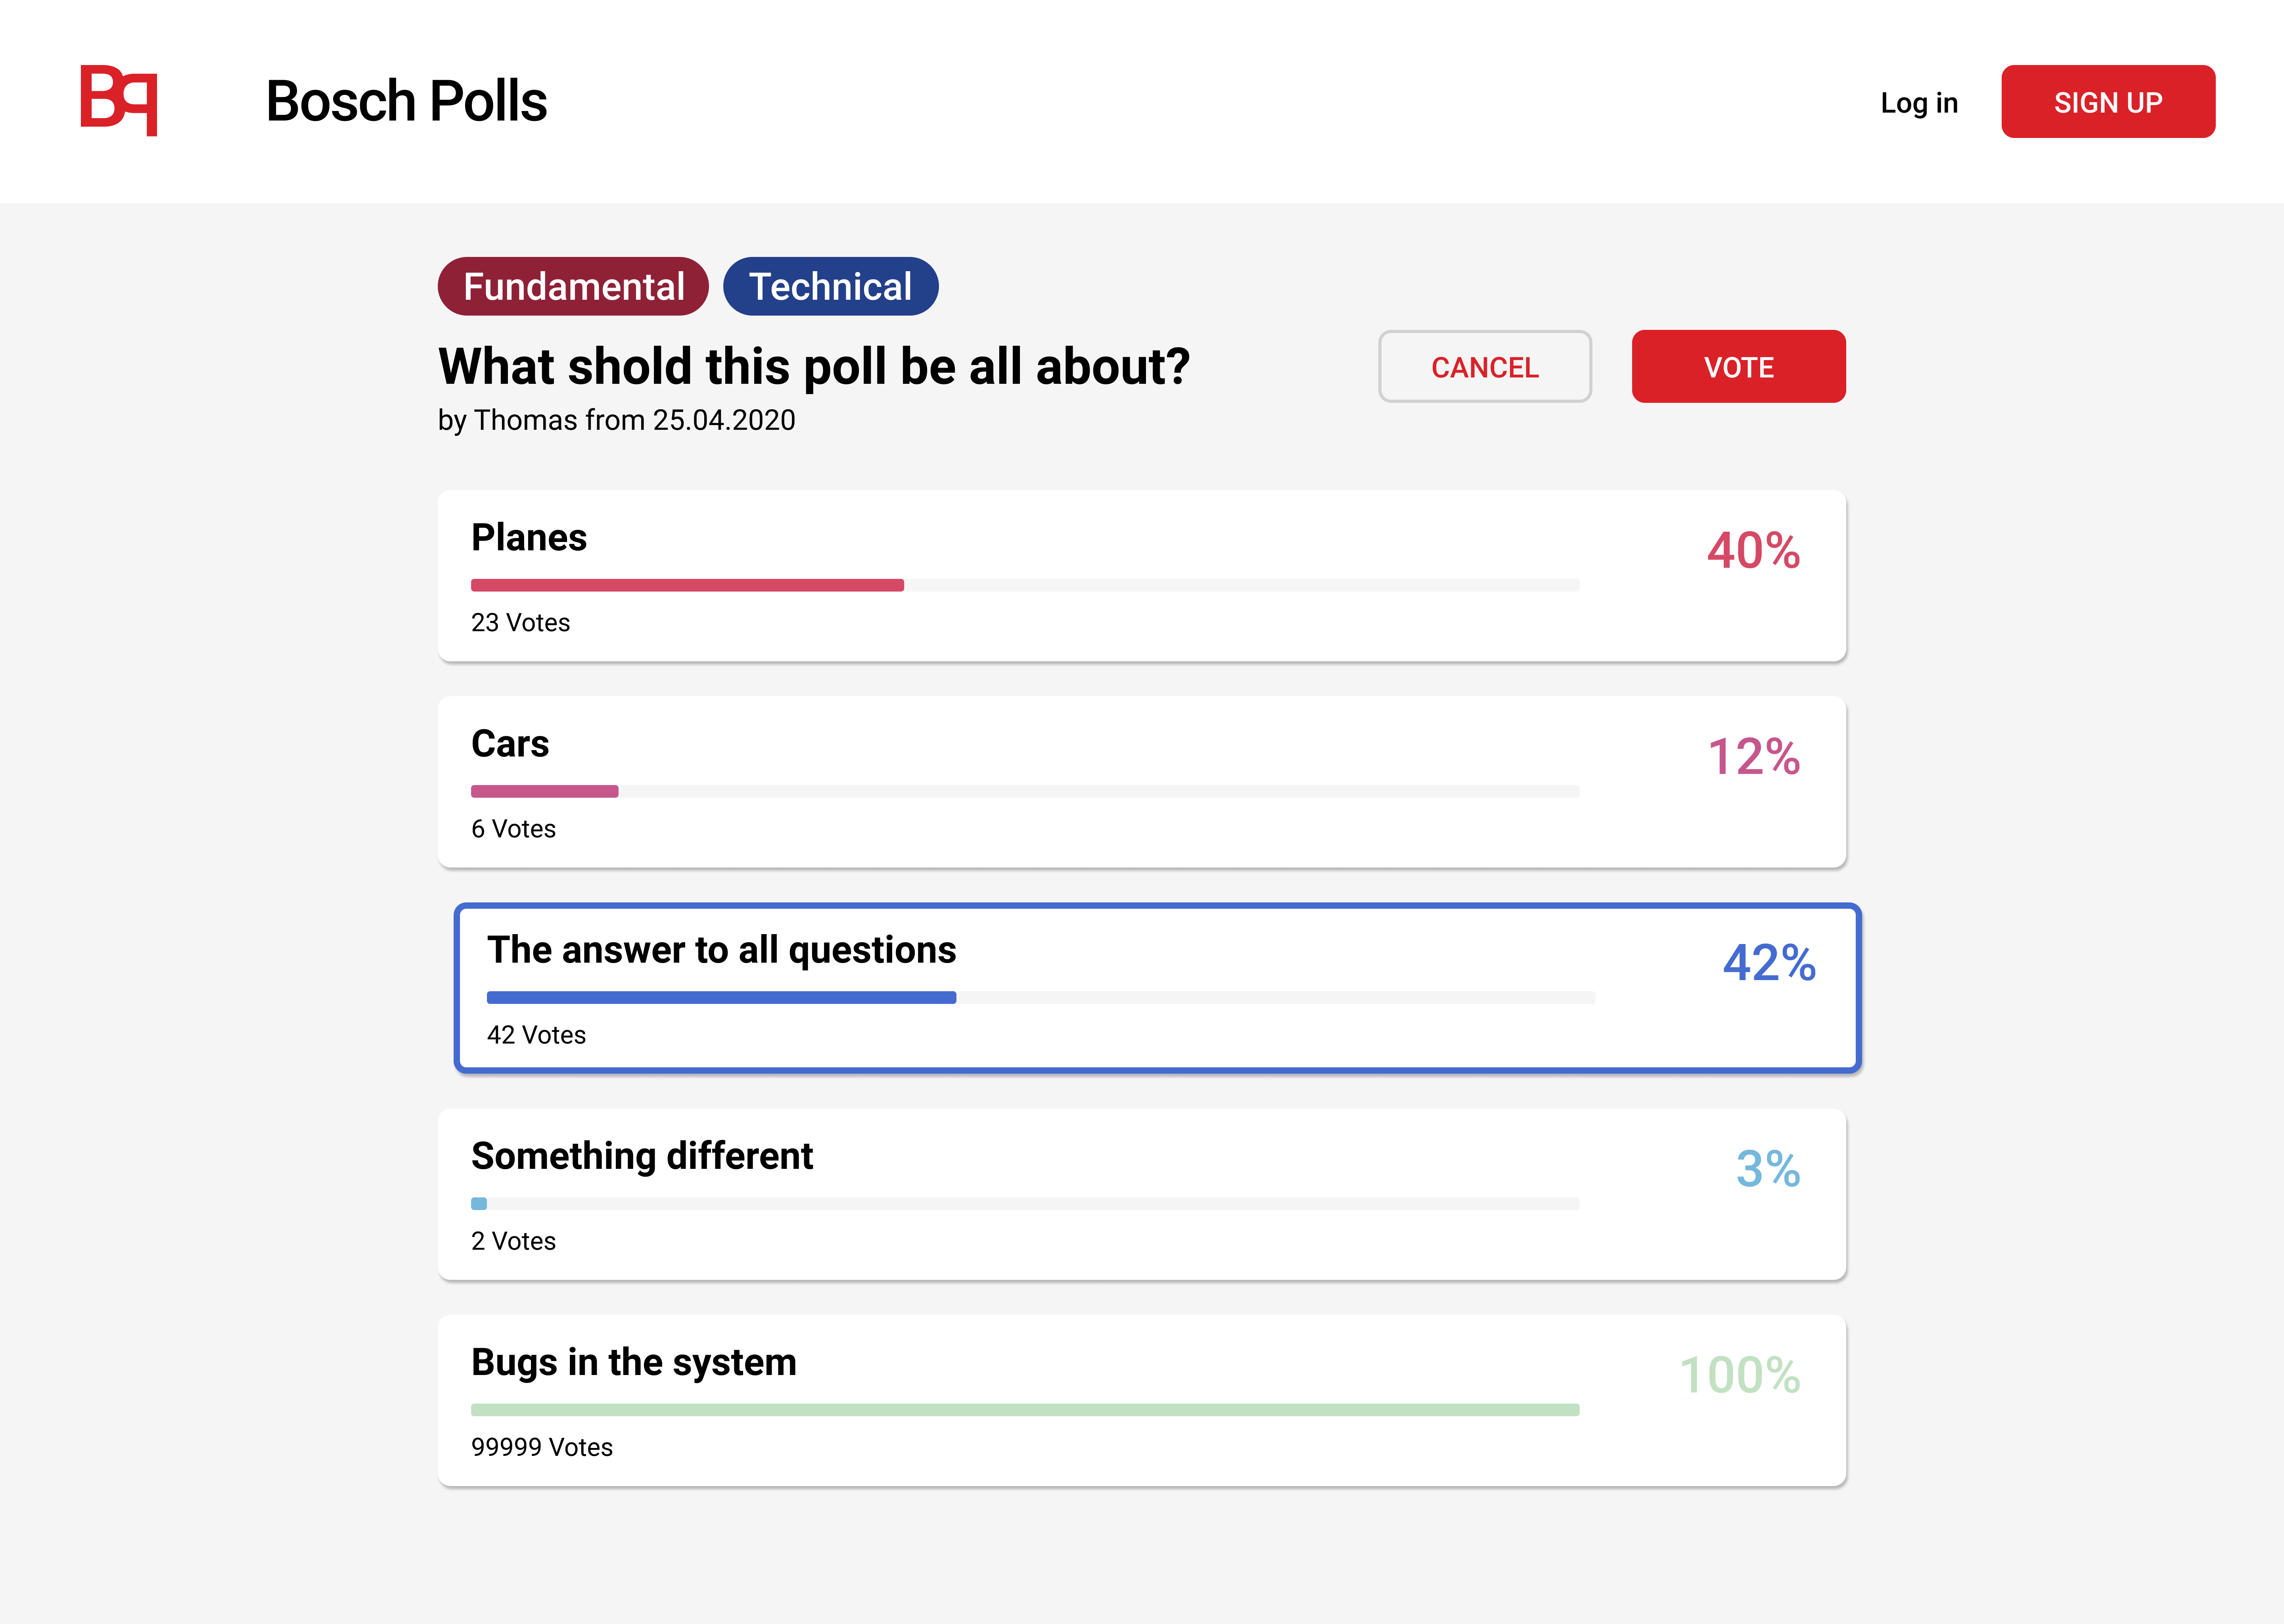 Bq
Bosch Polls
Log in
SIGN UP
Fundamental
Technical
What shold this poll be all about?
by Thomas from 25.04.2020
CANCEL
VOTE
Planes
40%
23 Votes
Cars
12%
6 Votes
The answer to all questions
42%
42 Votes
Something different
3%
2 Votes
Bugs in the system
100%
99999 Votes